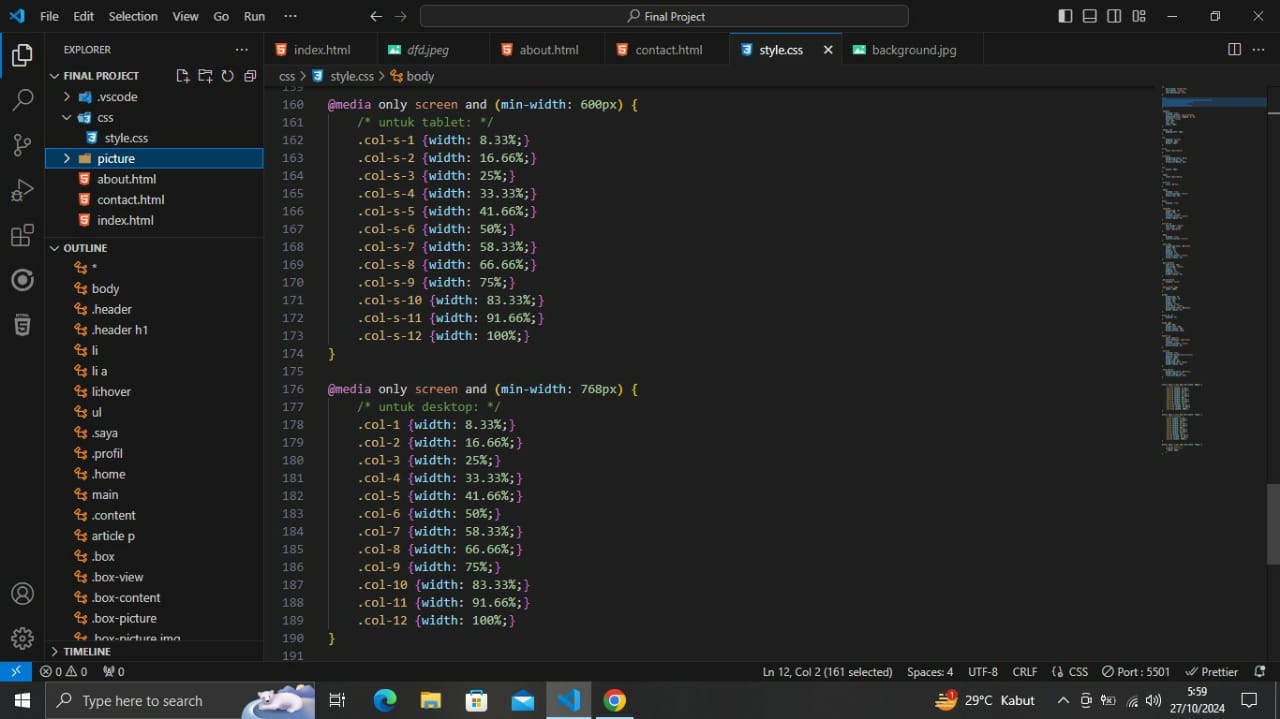 File Edit Selection View Go Run ··· Final Project
EXPLORER ···
FINAL PROJECT
.vscode
css
style.css
picture
about.html
contact.html
index.html
OUTLINE
*
body
.header
.header h1
li
li a
li:hover
ul
.saya
.profil
.home
main
.content
article p
.box
.box-view
.box-content
.box-picture
.box-picture img
TIMELINE
index.html dfd.jpeg about.html contact.html style.css background.jpg
css > style.css > body
159
160 @media only screen and (min-width: 600px) {
161 /* untuk tablet: */
162 .col-s-1 {width: 8.33%;}
163 .col-s-2 {width: 16.66%;}
164 .col-s-3 {width: 25%;}
165 .col-s-4 {width: 33.33%;}
166 .col-s-5 {width: 41.66%;}
167 .col-s-6 {width: 50%;}
168 .col-s-7 {width: 58.33%;}
169 .col-s-8 {width: 66.66%;}
170 .col-s-9 {width: 75%;}
171 .col-s-10 {width: 83.33%;}
172 .col-s-11 {width: 91.66%;}
173 .col-s-12 {width: 100%;}
174 }
175
176 @media only screen and (min-width: 768px) {
177 /* untuk desktop: */
178 .col-1 {width: 8.33%;}
179 .col-2 {width: 16.66%;}
180 .col-3 {width: 25%;}
181 .col-4 {width: 33.33%;}
182 .col-5 {width: 41.66%;}
183 .col-6 {width: 50%;}
184 .col-7 {width: 58.33%;}
185 .col-8 {width: 66.66%;}
186 .col-9 {width: 75%;}
187 .col-10 {width: 83.33%;}
188 .col-11 {width: 91.66%;}
189 .col-12 {width: 100%;}
190 }
191
0 0 0 Ln 12, Col 2 (161 selected) Spaces: 4 UTF-8 CRLF {} CSS Port : 5501 Prettier
Type here to search 1 29°C Kabut 5:59
27/10/2024